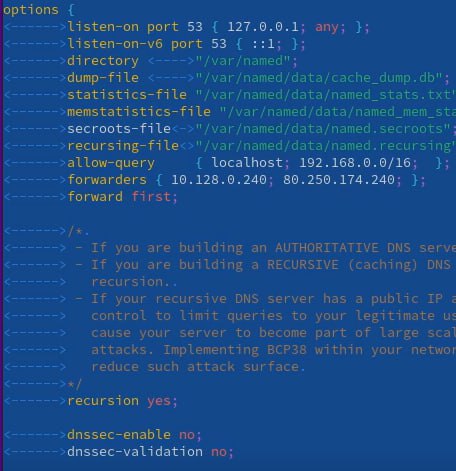 options {
<------>listen-on port 53 { 127.0.0.1; any; };
<------>listen-on-v6 port 53 { ::1; };
<------>directory <---->"/var/named";
<------>dump-file <---->"/var/named/data/cache_dump.db";
<------>statistics-file "/var/named/data/named_stats.txt"
<------>memstatistics-file "/var/named/data/named_mem_sta
<------>secroots-file<->"/var/named/data/named.secroots";
<------>recursing-file<>"/var/named/data/named.recursing"
<------>allow-query     { localhost; 192.168.0.0/16;  };
<------>forwarders { 10.128.0.240; 80.250.174.240; };
<------>forward first;
<------>/*.
<------> - If you are building an AUTHORITATIVE DNS serve
<------> - If you are building a RECURSIVE (caching) DNS
<------>   recursion..
<------> - If your recursive DNS server has a public IP a
<------>   control to limit queries to your legitimate us
<------>   cause your server to become part of large scal
<------>   attacks. Implementing BCP38 within your networ
<------>   reduce such attack surface.
<------>*/
<------>recursion yes;
<------>dnssec-enable no;
<------>dnssec-validation no;